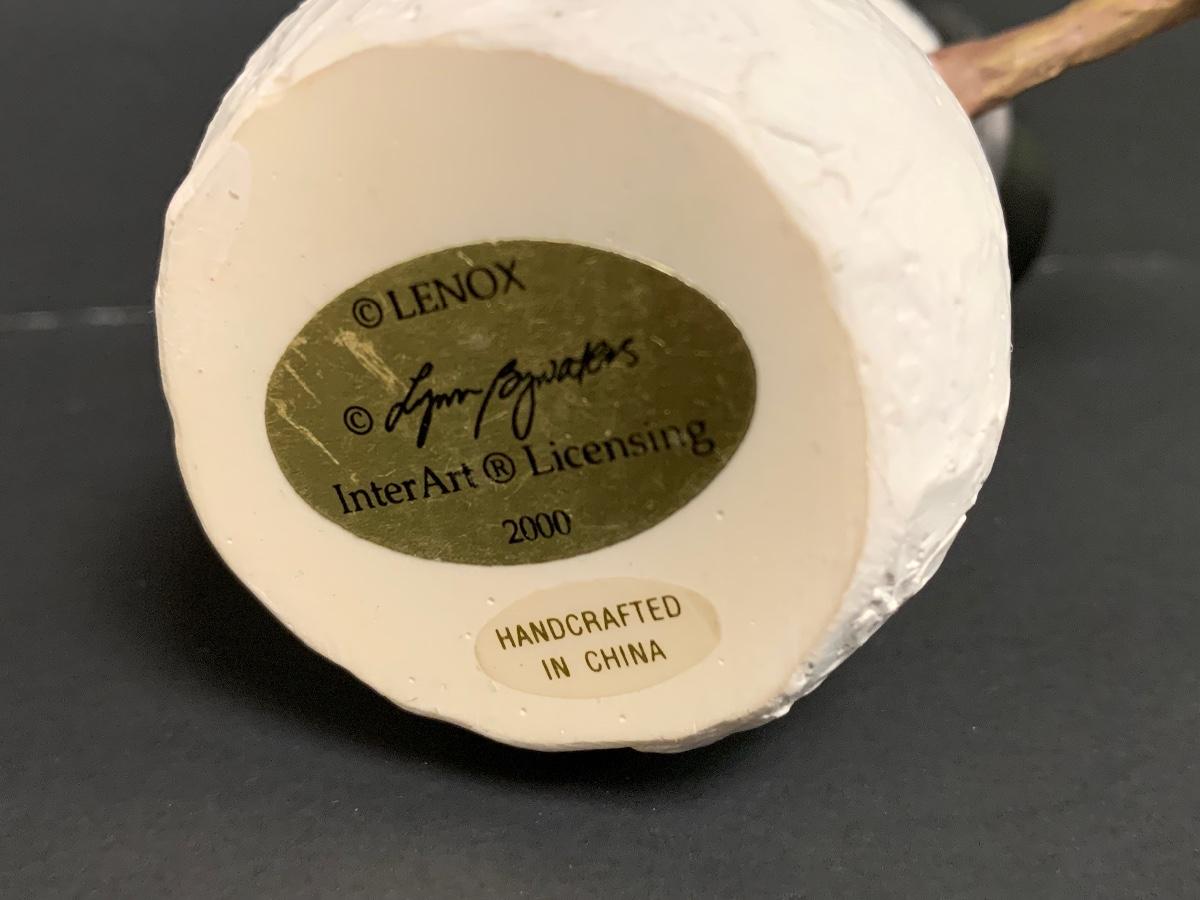 © LENOX
© Lynn Bywaters
InterArt ® Licensing
2000
HANDCRAFTED
IN CHINA